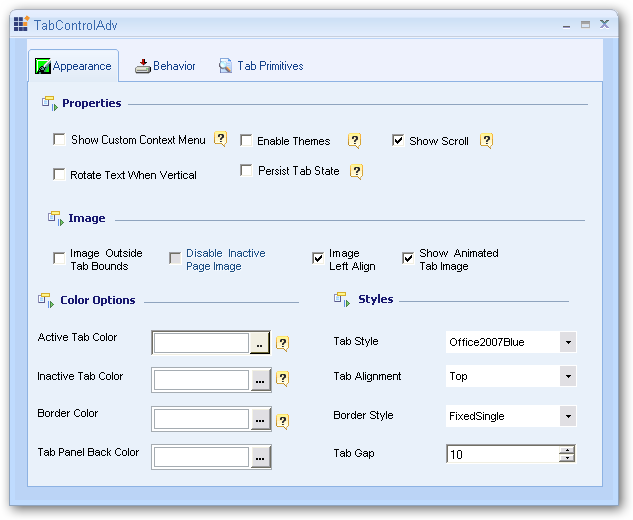 TabControlAdv
Appearance Behavior Tab Primitives
Properties
Show Custom Context Menu ? Enable Themes ? Show Scroll ?
Rotate Text When Vertical Persist Tab State ?
Image
Image Outside
Tab Bounds
Disable Inactive
Page Image
Image
Left Align
Show Animated
Tab Image
Color Options
Active Tab Color .. ?
Inactive Tab Color ... ?
Border Color ... ?
Tab Panel Back Color ...
Styles
Tab Style Office2007Blue
Tab Alignment Top
Border Style FixedSingle
Tab Gap 10